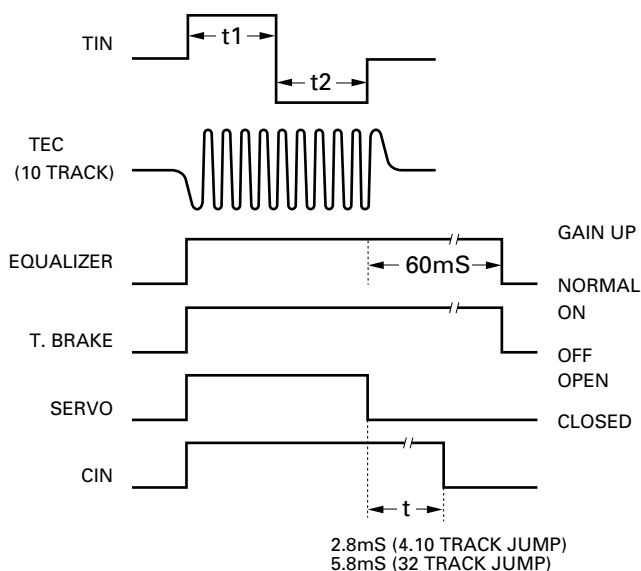 TIN
t1
t2
TEC
(10 TRACK)
EQUALIZER
60mS
GAIN UP
NORMAL
T. BRAKE
ON
OFF
SERVO
OPEN
CLOSED
CIN
t
2.8mS (4.10 TRACK JUMP)
5.8mS (32 TRACK JUMP)